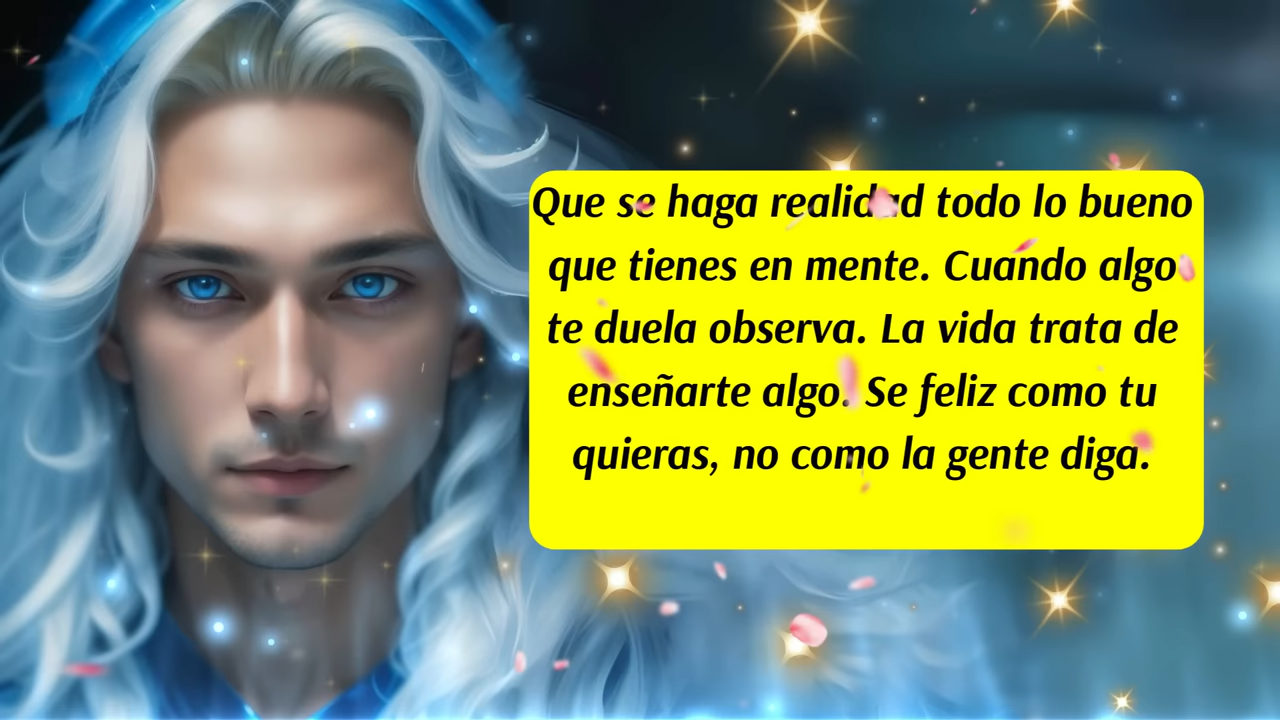 Que se haga realidad todo lo bueno
que tienes en mente. Cuando algo
te duela observa. La vida trata de
enseñarte algo. Se feliz como tu
quieras, no como la gente diga.